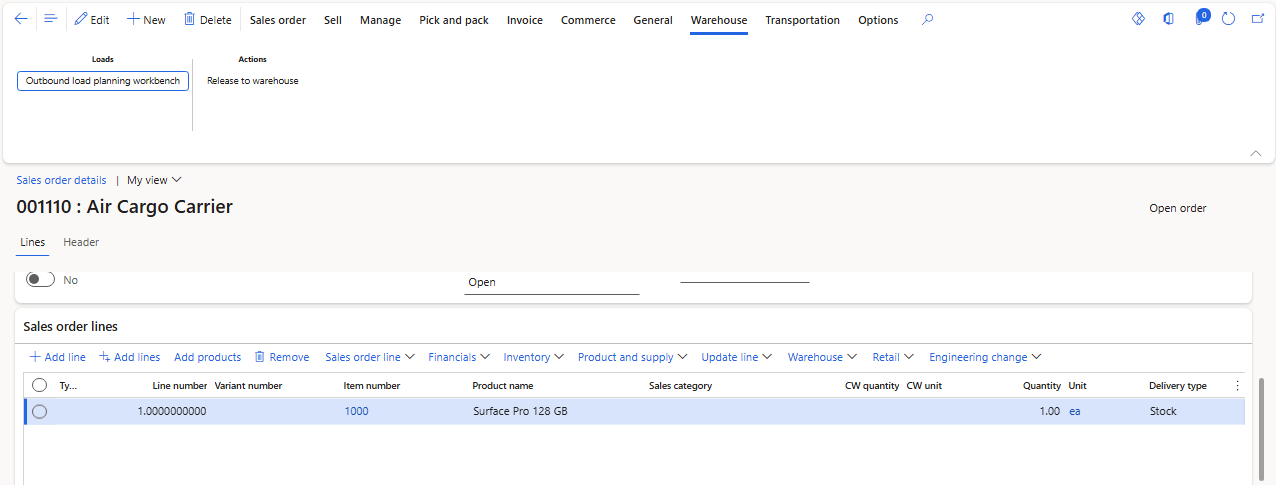 Edit New Delete Sales order Sell Manage Pick and pack Invoice Commerce General Warehouse Transportation Options 0
Loads Actions
Outbound load planning workbench Release to warehouse
Sales order details | My view
001110 : Air Cargo Carrier
Open order
Lines Header
No Open
Sales order lines
Add line Add lines Add products Remove Sales order line Financials Inventory Product and supply Update line Warehouse Retail Engineering change
Ty... Line number Variant number Item number Product name Sales category CW quantity CW unit Quantity Unit Delivery type
1.0000000000 1000 Surface Pro 128 GB 1.00 ea Stock